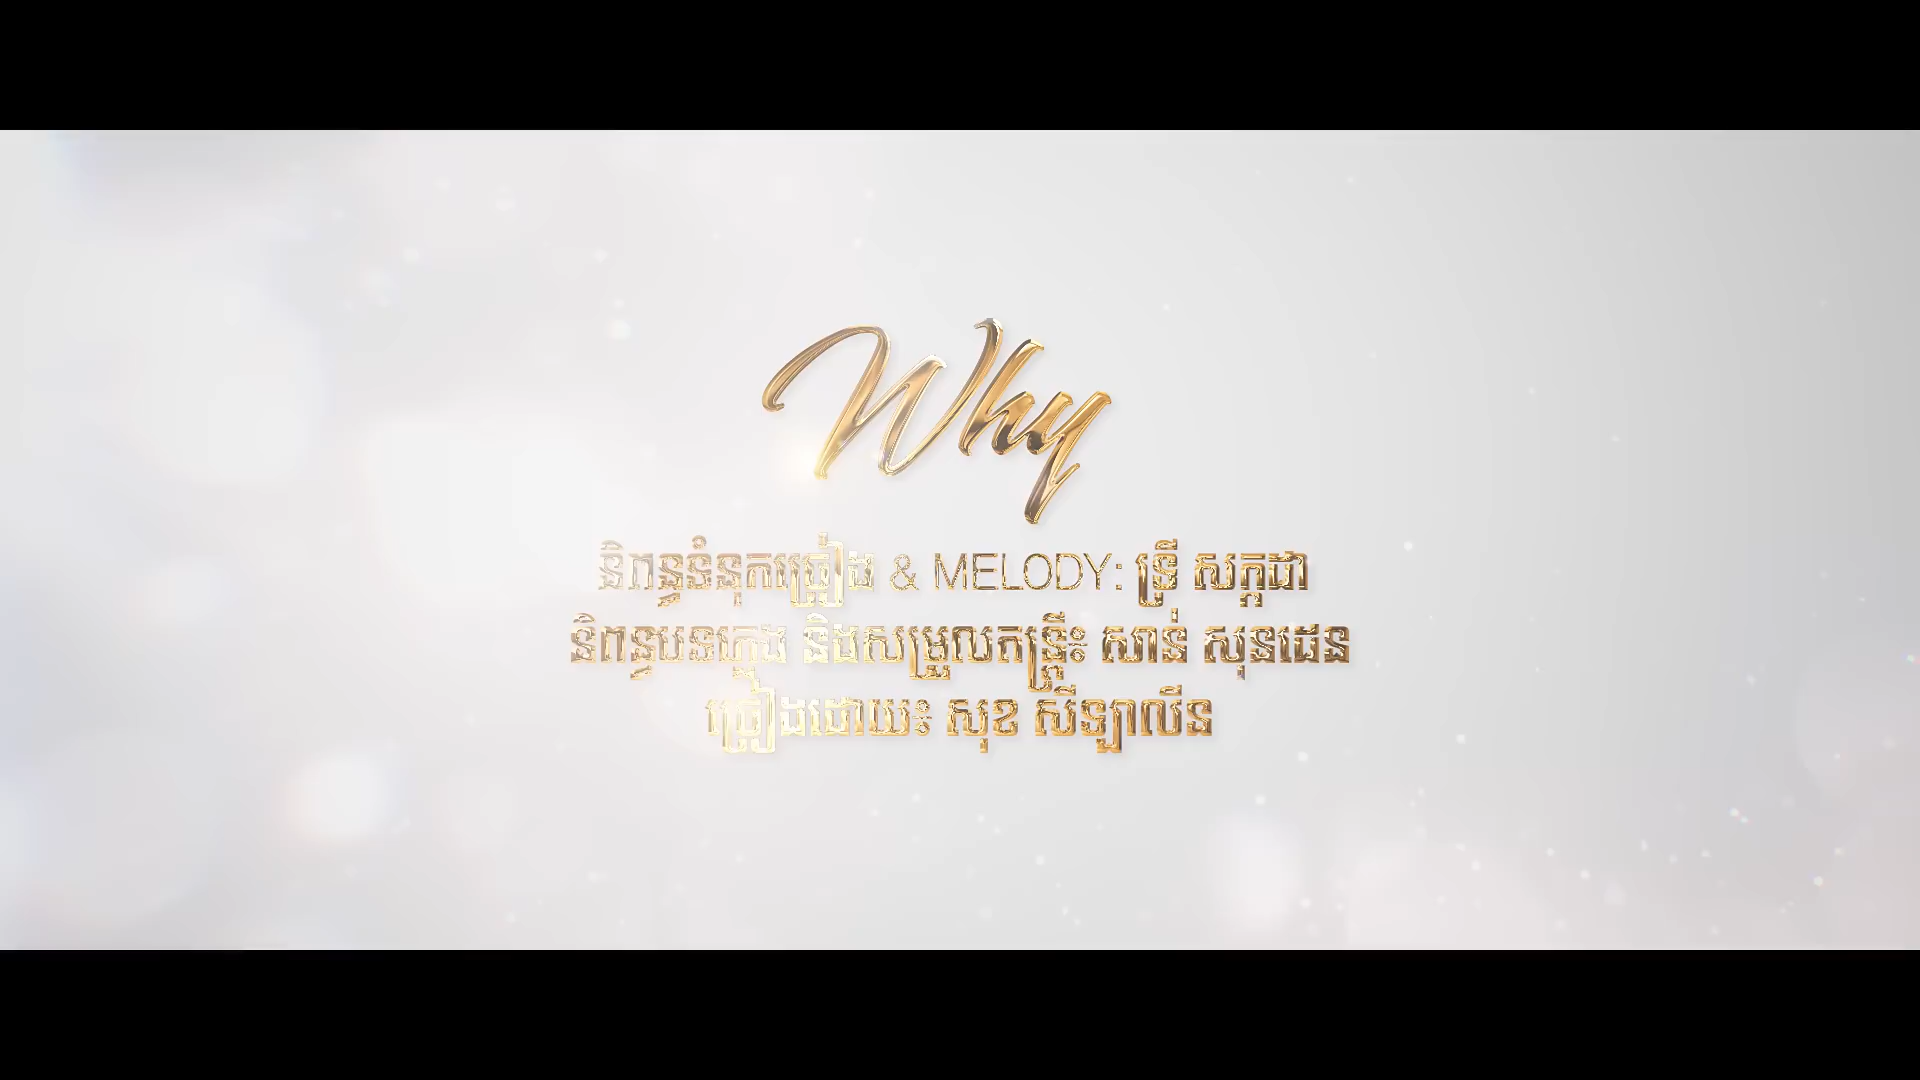 Why
និពន្ធទំនុកច្រៀង & MELODY: ទ្រី សក្កដា
និពន្ធបទភ្លេង និងសម្រួលតន្ត្រីះ សាន់ សុនដេន
ច្រៀងដោយះ សុខ ស៊ីឡាលីន